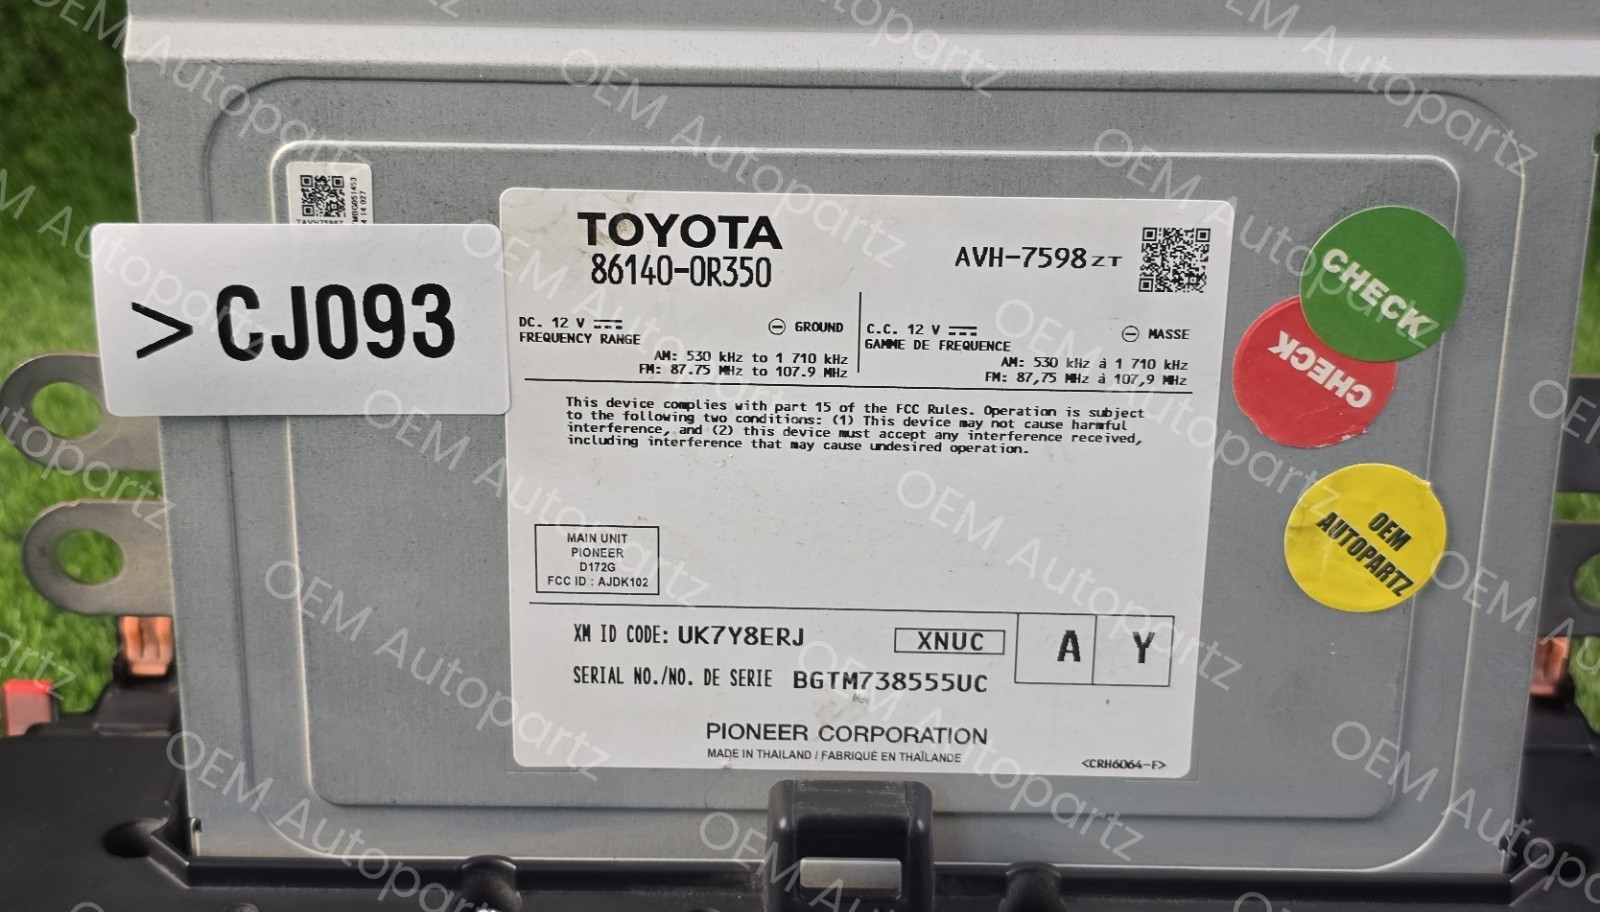 TMBG051453
>CJ093
TOYOTA
86140-0R350
AVH-7598ZT
DC. 12 V
GROUND
FREQUENCY RANGE
AM: 530 kHz to 1 710 kHz
FM: 87.75 MHz to 107.9 MHz
C.C. 12 V
MASSE
GAMME DE FREQUENCE
AM: 530 kHz à 1 710 kHz
FM: 87,75 MHz à 107,9 MHz
This device complies with part 15 of the FCC Rules. Operation is subject
to the following two conditions: (1) This device may not cause harmful
interference, and (2) this device must accept any interference received,
including interference that may cause undesired operation.
MAIN UNIT
PIONEER
D172G
FCC ID : AJDK102
XM ID CODE: UK7Y8ERJ
XNUC
A Y
SERIAL NO./NO. DE SERIE BGTM738555UC
PIONEER CORPORATION
MADE IN THAILAND / FABRIQUÉ EN THAÏLANDE
<CRH6064-F>
CHECK
CHECK
OEM
AUTOPARTZ
OEM Autopartz